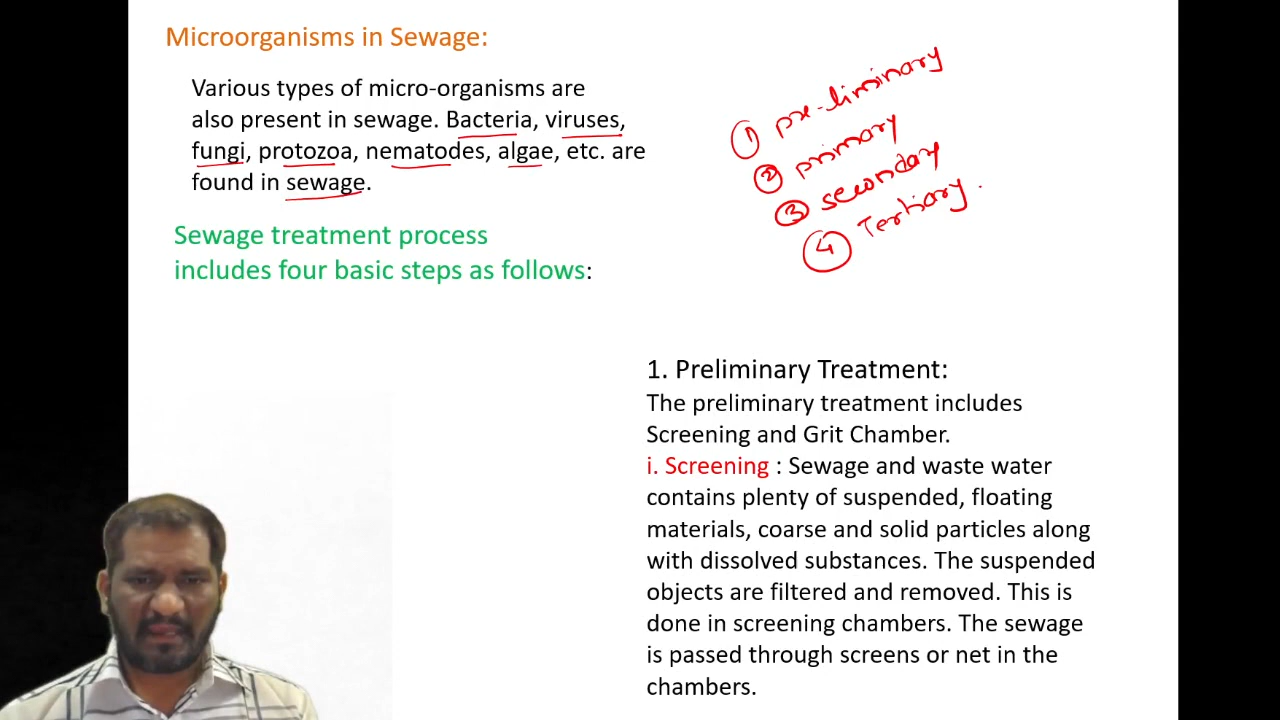 Microorganisms in Sewage:
Various types of micro-organisms are
also present in sewage. Bacteria, viruses,
fungi, protozoa, nematodes, algae, etc. are
found in sewage.
Sewage treatment process
includes four basic steps as follows:
1 pre-liminary
2 primary
3 secondary
4 Tertiary.
1. Preliminary Treatment:
The preliminary treatment includes
Screening and Grit Chamber.
i. Screening : Sewage and waste water
contains plenty of suspended, floating
materials, coarse and solid particles along
with dissolved substances. The suspended
objects are filtered and removed. This is
done in screening chambers. The sewage
is passed through screens or net in the
chambers.